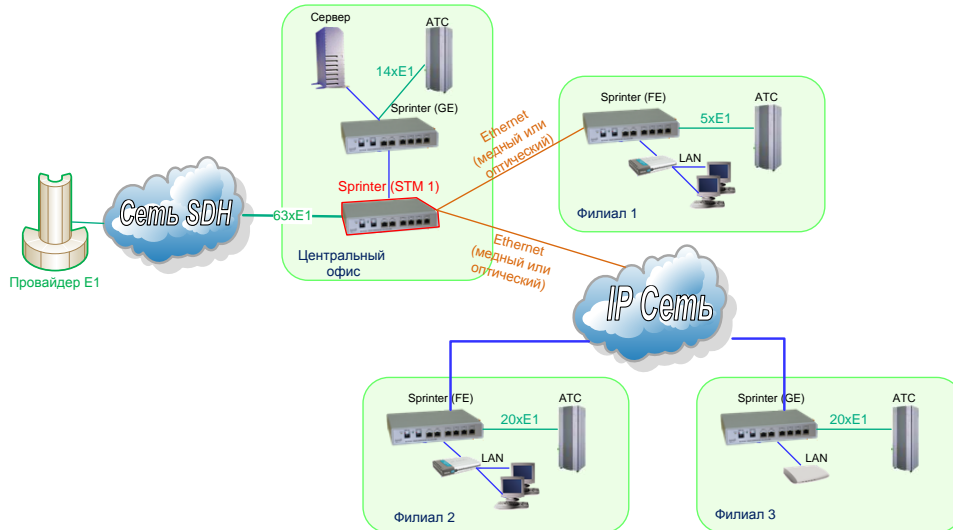 Сервер
АТС
14xE1
Sprinter (GE)
Sprinter (STM 1)
63xE1
Центральный
офис
Сеть SDH
Провайдер E1
Ethernet
(медный или
оптический)
Sprinter (FE)
АТС
5xE1
LAN
Филиал 1
Ethernet
(медный или
оптический)
IP Сеть
Sprinter (FE)
АТС
20xE1
LAN
Филиал 2
Sprinter (GE)
АТС
20xE1
LAN
Филиал 3